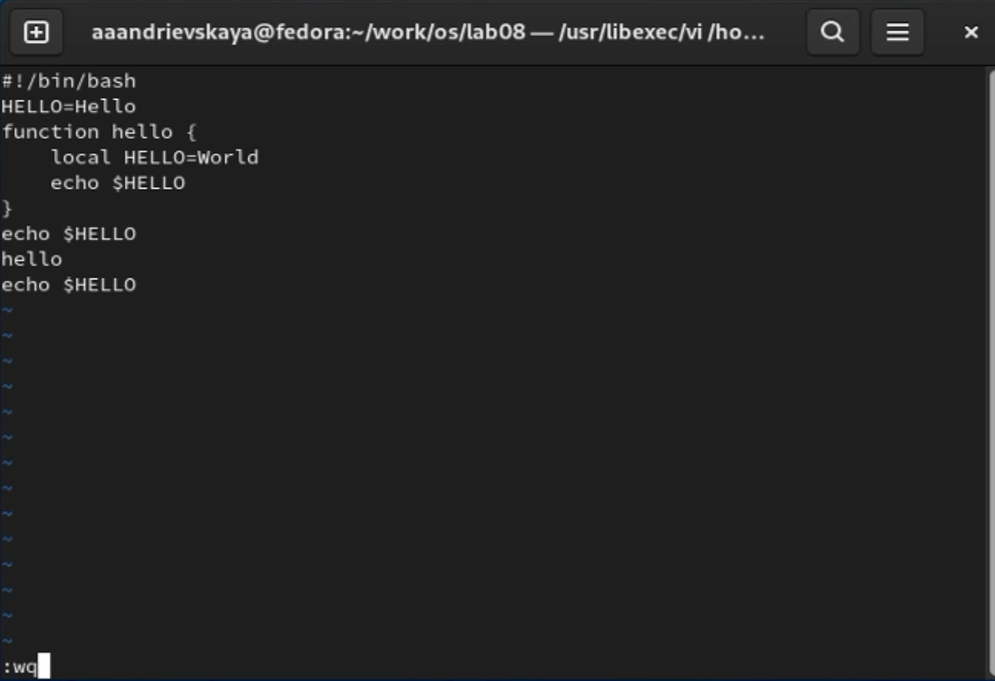 aaandrievskaya@fedora:~/work/os/lab08 — /usr/libexec/vi /ho...
#!/bin/bash
HELLO=Hello
function hello {
    local HELLO=World
    echo $HELLO
}
echo $HELLO
hello
echo $HELLO
~
~
~
~
~
~
~
~
~
~
~
~
~
~
:wq